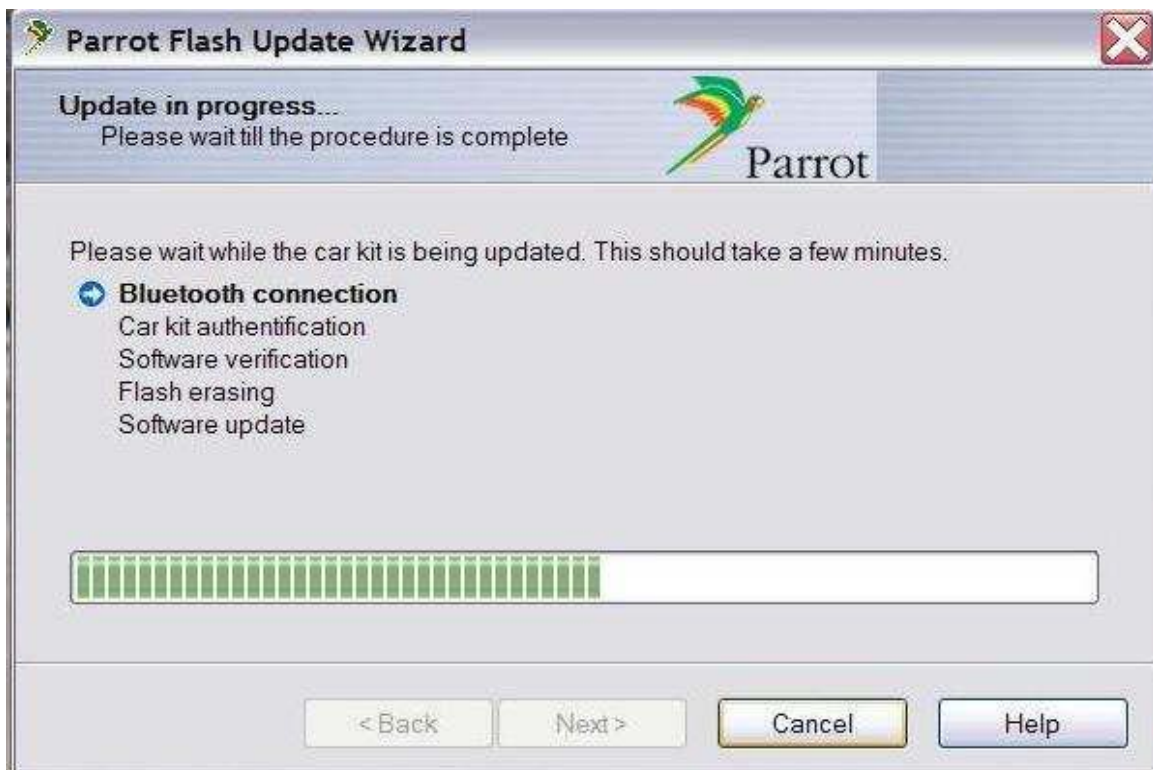 Parrot Flash Update Wizard
Update in progress...
Please wait till the procedure is complete
Parrot
Please wait while the car kit is being updated. This should take a few minutes.
Bluetooth connection
Car kit authentification
Software verification
Flash erasing
Software update
< Back
Next >
Cancel
Help